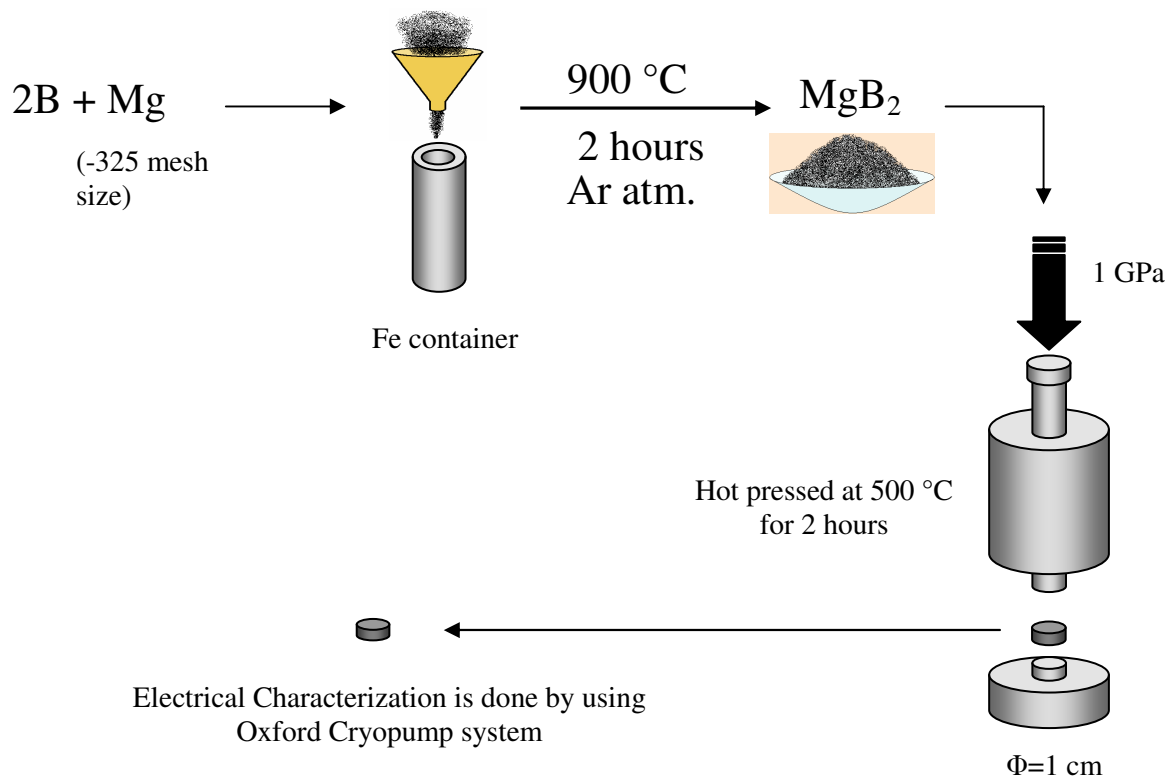 2B + Mg
(-325 mesh
size)
Fe container
900 °C
2 hours
Ar atm.
MgB₂
1 GPa
Hot pressed at 500 °C
for 2 hours
Electrical Characterization is done by using
Oxford Cryopump system
Φ=1 cm